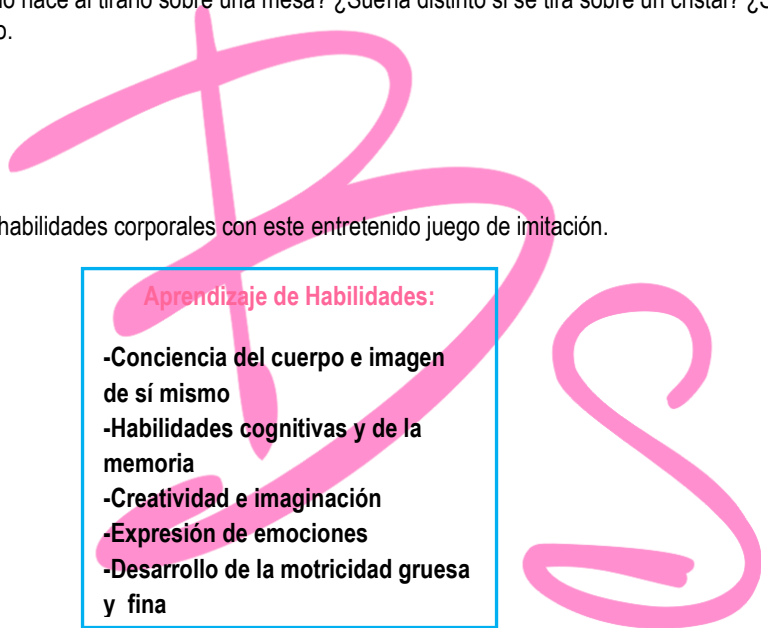 hace al tirarlo sobre una mesa? ¿Suena distinto si se tira sobre un cristal?
habilidades corporales con este entretenido juego de imitación.
Aprendizaje de Habilidades:
-Conciencia del cuerpo e imagen
de sí mismo
-Habilidades cognitivas y de la
memoria
-Creatividad e imaginación
-Expresión de emociones
-Desarrollo de la motricidad gruesa
y fina
BS